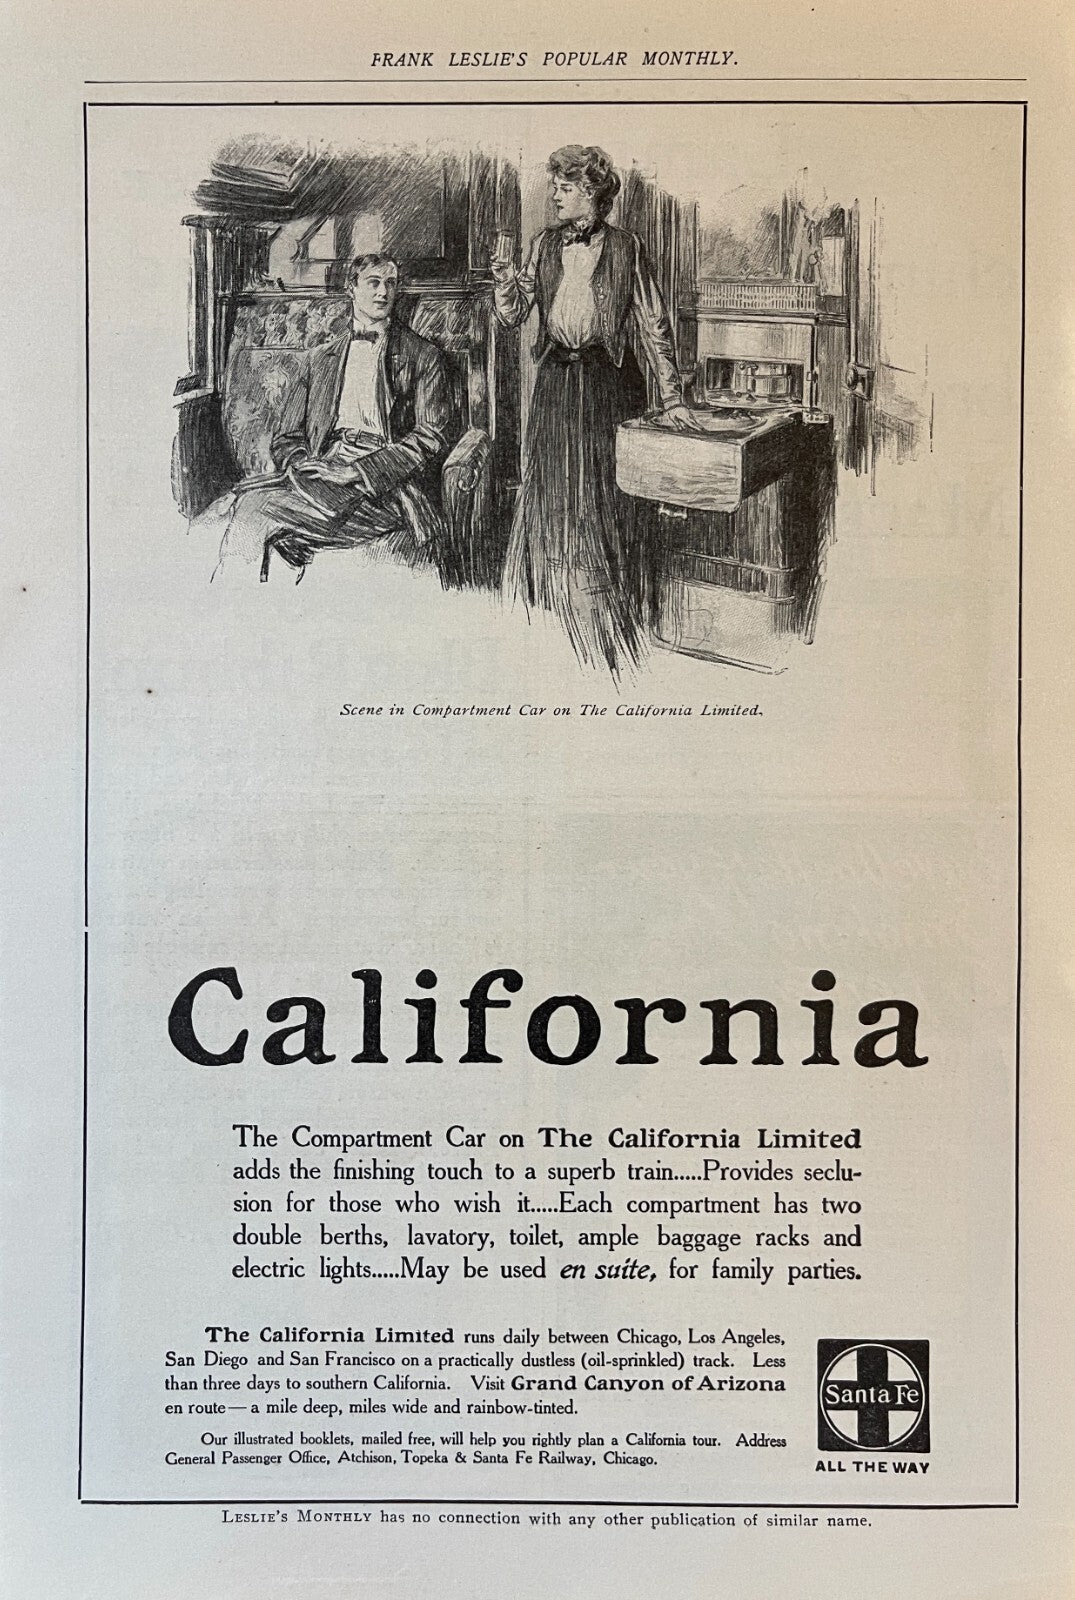 FRANK LESLIE'S POPULAR MONTHLY.
Scene in Compartment Car on The California Limited.
California
The Compartment Car on The California Limited
adds the finishing touch to a superb train.....Provides seclu-
sion for those who wish it.....Each compartment has two
double berths, lavatory, toilet, ample baggage racks and
electric lights.....May be used en suite, for family parties.
The California Limited runs daily between Chicago, Los Angeles,
San Diego and San Francisco on a practically dustless (oil-sprinkled) track. Less
than three days to southern California. Visit Grand Canyon of Arizona
en route—a mile deep, miles wide and rainbow-tinted.
Our illustrated booklets, mailed free, will help you rightly plan a California tour. Address
General Passenger Office, Atchison, Topeka & Santa Fe Railway, Chicago.
Santa Fe
ALL THE WAY
LESLIE'S MONTHLY has no connection with any other publication of similar name.